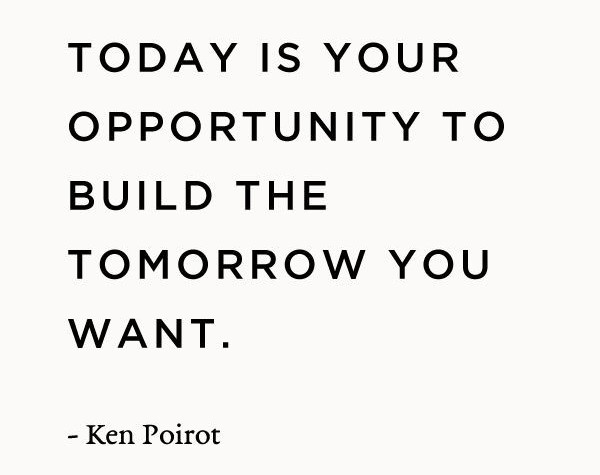 TODAY IS YOUR
OPPORTUNITY TO
BUILD THE
TOMORROW YOU
WANT.
- Ken Poirot